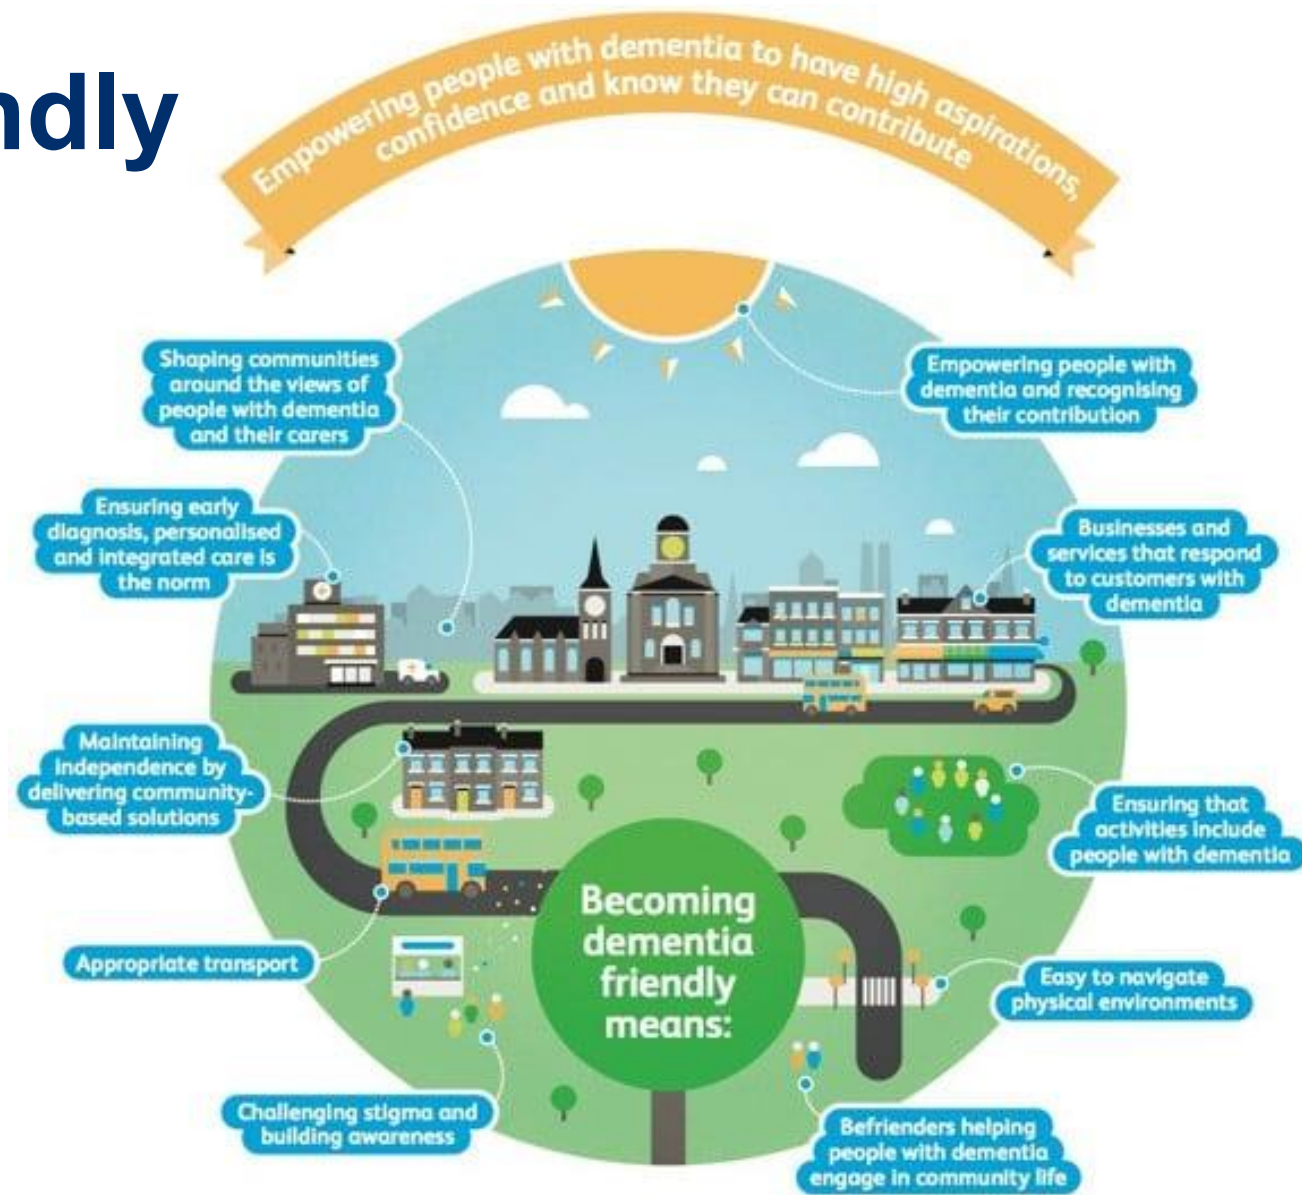 ndly
Empowering people with dementia to have high aspirations,
confidence and know they can contribute
Shaping communities
around the views of
people with dementia
and their carers
Empowering people with
dementia and recognising
their contribution
Ensuring early
diagnosis, personalised
and integrated care is
the norm
Businesses and
services that respond
to customers with
dementia
Maintaining
independence by
delivering community-
based solutions
Ensuring that
activities include
people with dementia
Becoming
dementia
friendly
means:
Appropriate transport
Easy to navigate
physical environments
Challenging stigma and
building awareness
Befrienders helping
people with dementia
engage in community life